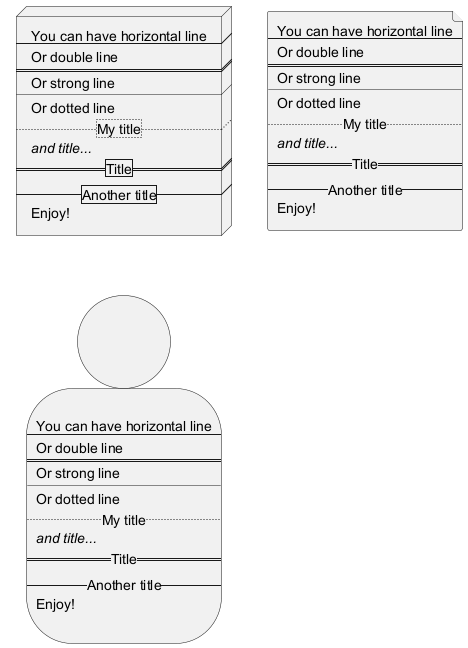 You can have horizontal line
Or double line
Or strong line
Or dotted line
My title
and title...
Title
Another title
Enjoy!
You can have horizontal line
Or double line
Or strong line
Or dotted line
My title
and title...
Title
Another title
Enjoy!
You can have horizontal line
Or double line
Or strong line
Or dotted line
My title
and title...
Title
Another title
Enjoy!